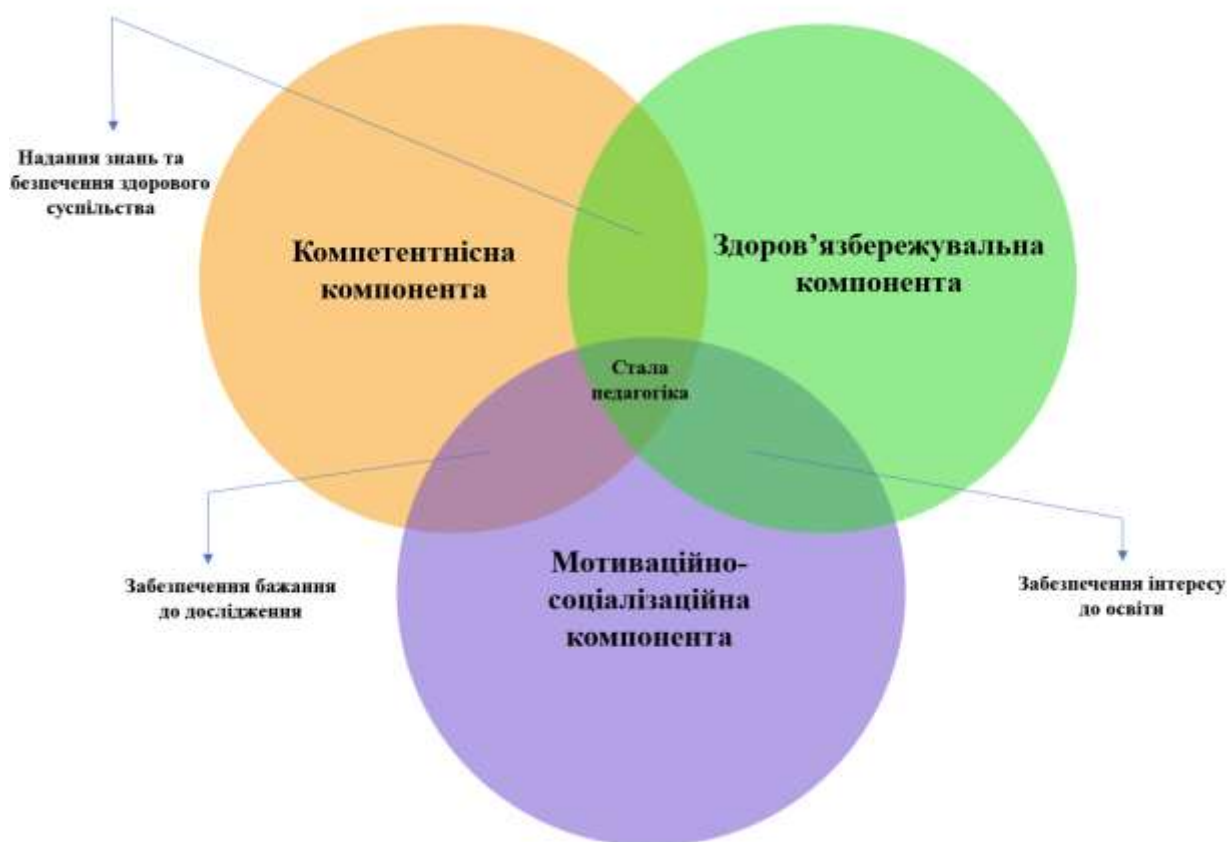 Надання знань та
безпечення здорового
суспільства
Компетентнісна
компонента
Здоров’язбережувальна
компонента
Стала
педагогіка
Забезпечення бажання
до дослідження
Мотиваційно-
соціалізаційна
компонента
Забезпечення інтересу
до освіти